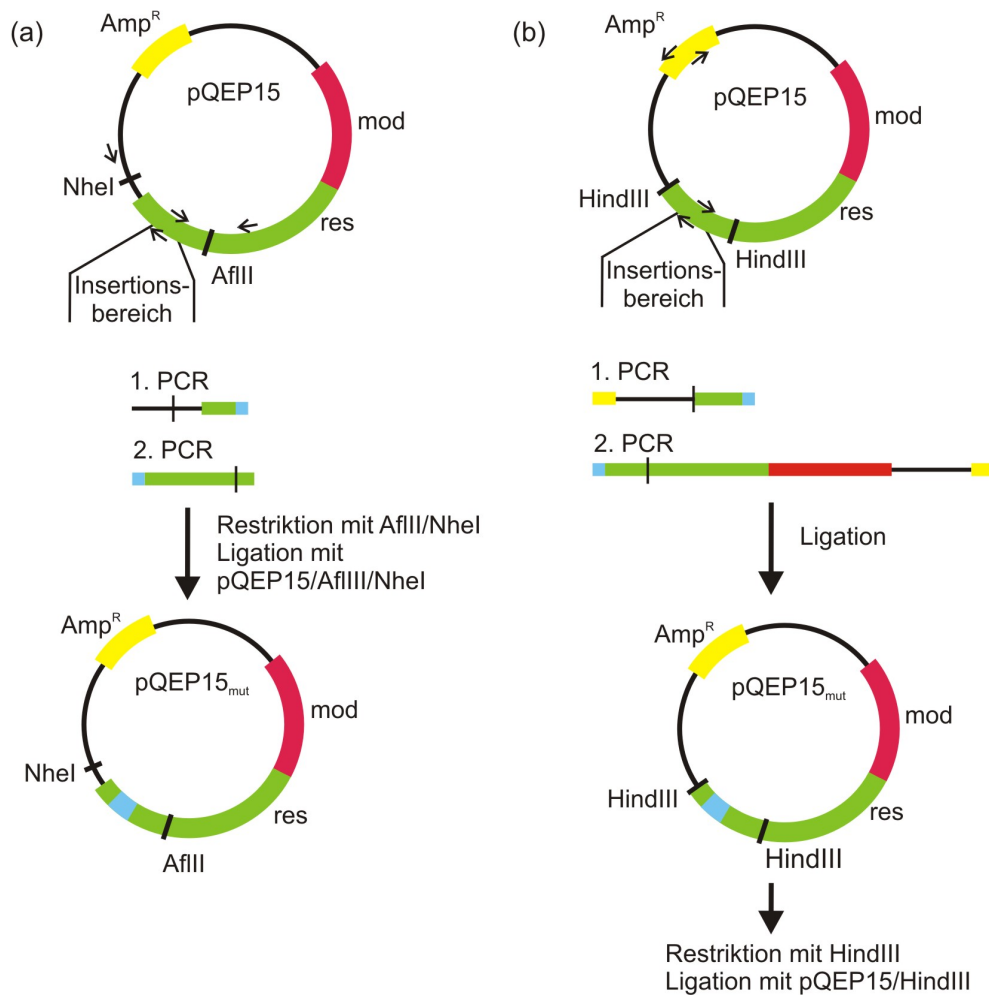 (a)
Amp^R
pQEP15
mod
NheI
res
AflII
Insertions-
bereich
1. PCR
2. PCR
Restriktion mit AflII/NheI
Ligation mit
pQEP15/AflIII/NheI
Amp^R
pQEP15mut
mod
NheI
res
AflII
(b)
Amp^R
pQEP15
mod
HindIII
res
HindIII
Insertions-
bereich
1. PCR
2. PCR
Ligation
Amp^R
pQEP15mut
mod
HindIII
res
HindIII
Restriktion mit HindIII
Ligation mit pQEP15/HindIII